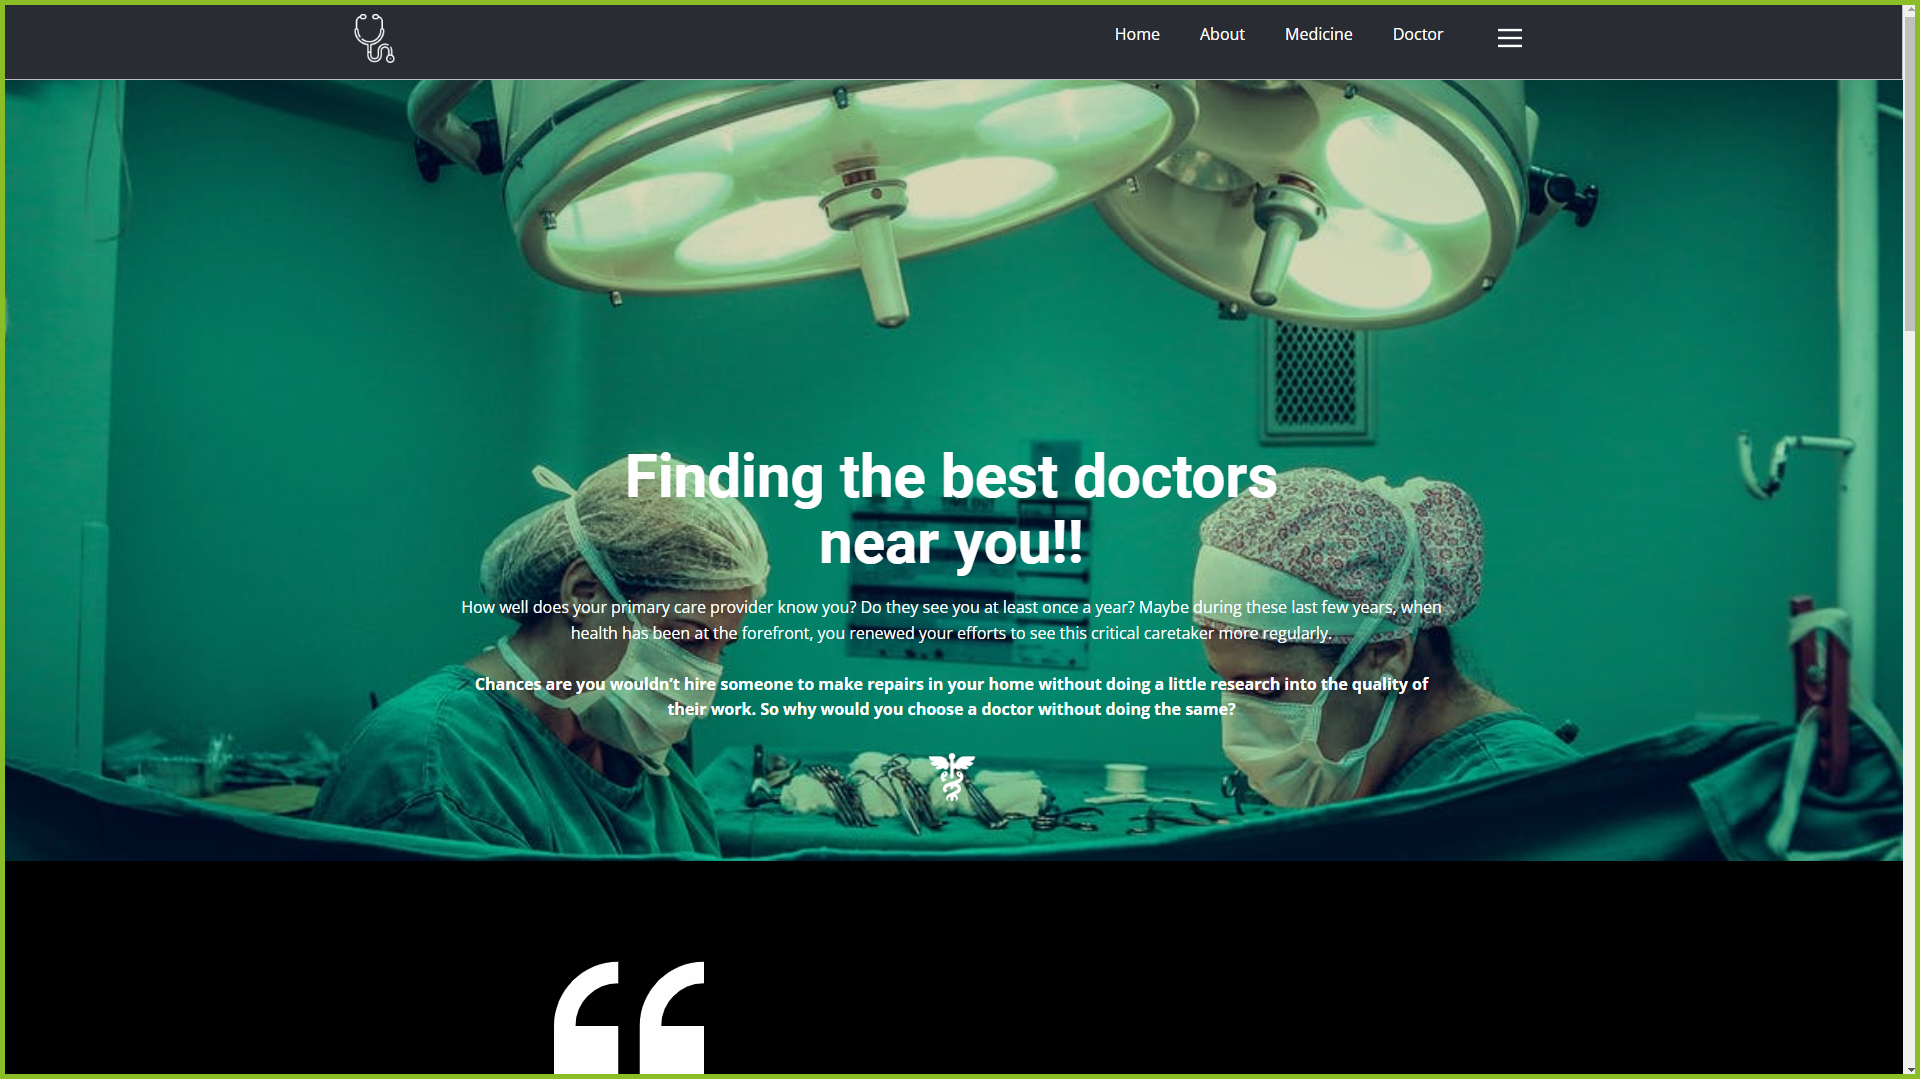 Home About Medicine Doctor
Finding the best doctors
near you!!
How well does your primary care provider know you? Do they see you at least once a year? Maybe during these last few years, when
health has been at the forefront, you renewed your efforts to see this critical caretaker more regularly.
Chances are you wouldn’t hire someone to make repairs in your home without doing a little research into the quality of
their work. So why would you choose a doctor without doing the same?
“